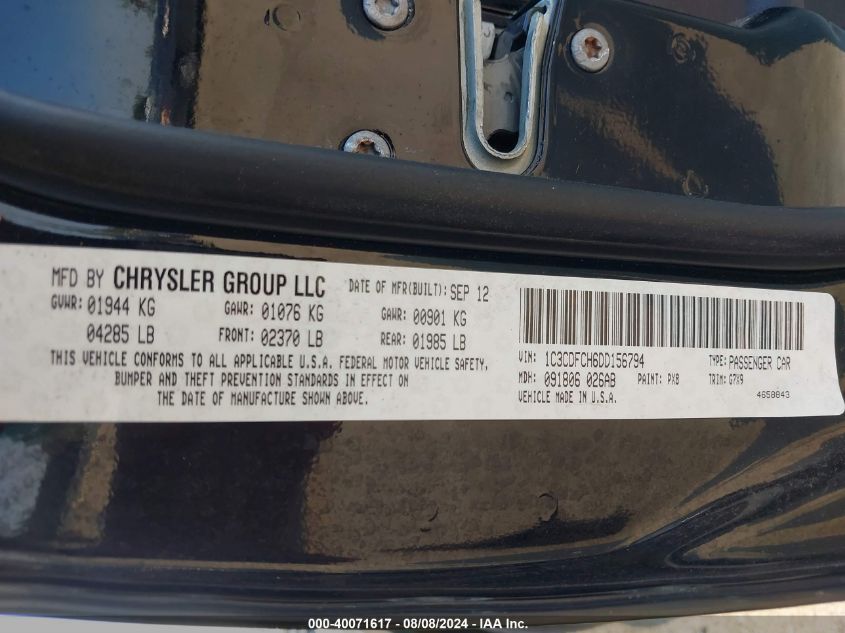 MFD BY CHRYSLER GROUP LLC DATE OF MFR(BUILT): SEP 12
GVWR: 01944 KG GAWR: 01076 KG GAWR: 00901 KG
04285 LB FRONT: 02370 LB REAR: 01985 LB
THIS VEHICLE CONFORMS TO ALL APPLICABLE U.S.A. FEDERAL MOTOR VEHICLE SAFETY,
BUMPER AND THEFT PREVENTION STANDARDS IN EFFECT ON
THE DATE OF MANUFACTURE SHOWN ABOVE.
VIN: 1C3CDFCH6DD156794 TYPE: PASSENGER CAR
MDH: 091806 026AB PAINT: PX8 TRIM: G7X9
VEHICLE MADE IN U.S.A. 4658843
000-40071617 - 08/08/2024 - IAA Inc.